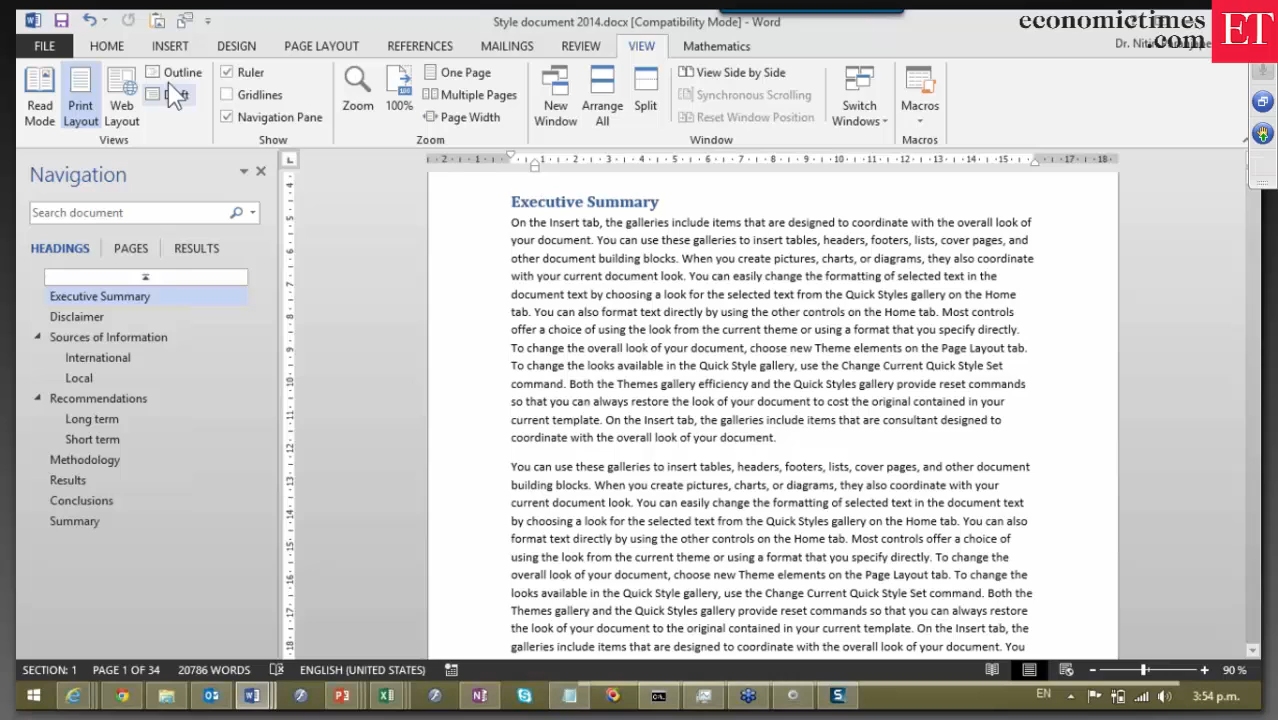 Style document 2014.docx [Compatibility Mode] - Word
economictimes
.com
ET
Dr.
FILE
HOME
INSERT
DESIGN
PAGE LAYOUT
REFERENCES
MAILINGS
REVIEW
VIEW
Mathematics
Read
Mode
Print
Layout
Web
Layout
Outline
Views
Ruler
Gridlines
Navigation Pane
Show
Zoom
100%
One Page
Multiple Pages
Page Width
Zoom
New
Window
Arrange
All
Split
View Side by Side
Synchronous Scrolling
Reset Window Position
Window
Switch
Windows
Macros
Macros
Navigation
Search document
HEADINGS
PAGES
RESULTS
Executive Summary
Disclaimer
Sources of Information
International
Local
Recommendations
Long term
Short term
Methodology
Results
Conclusions
Summary
Executive Summary
On the Insert tab, the galleries include items that are designed to coordinate with the overall look of
your document. You can use these galleries to insert tables, headers, footers, lists, cover pages, and
other document building blocks. When you create pictures, charts, or diagrams, they also coordinate
with your current document look. You can easily change the formatting of selected text in the
document text by choosing a look for the selected text from the Quick Styles gallery on the Home
tab. You can also format text directly by using the other controls on the Home tab. Most controls
offer a choice of using the look from the current theme or using a format that you specify directly.
To change the overall look of your document, choose new Theme elements on the Page Layout tab.
To change the looks available in the Quick Style gallery, use the Change Current Quick Style Set
command. Both the Themes gallery efficiency and the Quick Styles gallery provide reset commands
so that you can always restore the look of your document to cost the original contained in your
current template. On the Insert tab, the galleries include items that are consultant designed to
coordinate with the overall look of your document.
You can use these galleries to insert tables, headers, footers, lists, cover pages, and other document
building blocks. When you create pictures, charts, or diagrams, they also coordinate with your
current document look. You can easily change the formatting of selected text in the document text
by choosing a look for the selected text from the Quick Styles gallery on the Home tab. You can also
format text directly by using the other controls on the Home tab. Most controls offer a choice of
using the look from the current theme or using a format that you specify directly. To change the
overall look of your document, choose new Theme elements on the Page Layout tab. To change the
looks available in the Quick Style gallery, use the Change Current Quick Style Set command. Both the
Themes gallery and the Quick Styles gallery provide reset commands so that you can always restore
the look of your document to the original contained in your current template. On the Insert tab, the
galleries include items that are designed to coordinate with the overall look of your document. You
SECTION: 1
PAGE 1 OF 34
20786 WORDS
ENGLISH (UNITED STATES)
90 %
EN
3:54 p.m.